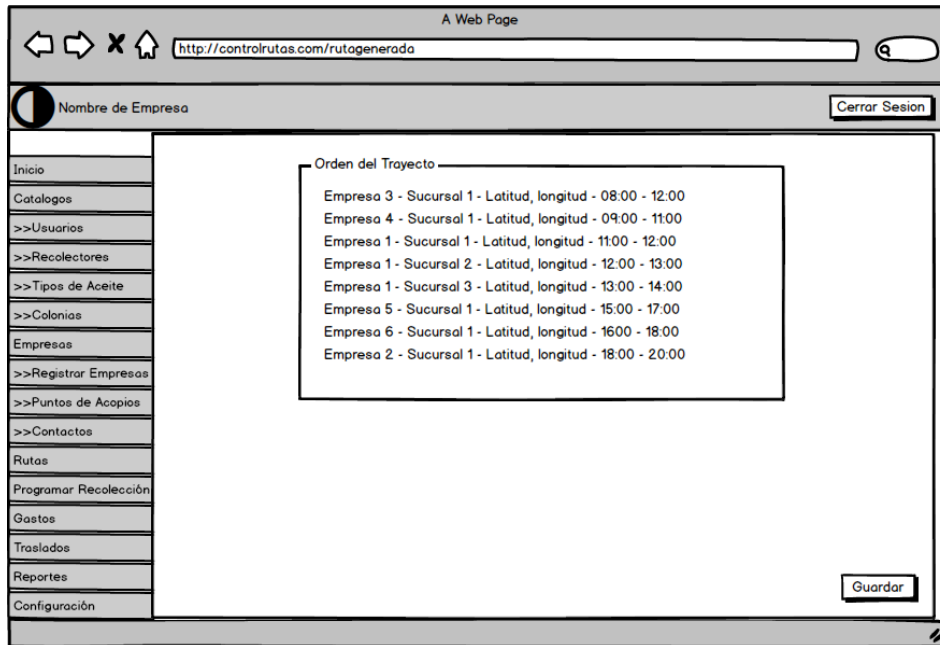 A Web Page
http://controlrutas.com/rutagenerada
Nombre de Empresa
Cerrar Sesion
Inicio
Catalogos
>>Usuarios
>>Recolectores
>>Tipos de Aceite
>>Colonias
Empresas
>>Registrar Empresas
>>Puntos de Acopios
>>Contactos
Rutas
Programar Recolección
Gastos
Traslados
Reportes
Configuración
Orden del Trayecto
Empresa 3 - Sucursal 1 - Latitud, longitud - 08:00 - 12:00
Empresa 4 - Sucursal 1 - Latitud, longitud - 09:00 - 11:00
Empresa 1 - Sucursal 1 - Latitud, longitud - 11:00 - 12:00
Empresa 1 - Sucursal 2 - Latitud, longitud - 12:00 - 13:00
Empresa 1 - Sucursal 3 - Latitud, longitud - 13:00 - 14:00
Empresa 5 - Sucursal 1 - Latitud, longitud - 15:00 - 17:00
Empresa 6 - Sucursal 1 - Latitud, longitud - 1600 - 18:00
Empresa 2 - Sucursal 1 - Latitud, longitud - 18:00 - 20:00
Guardar